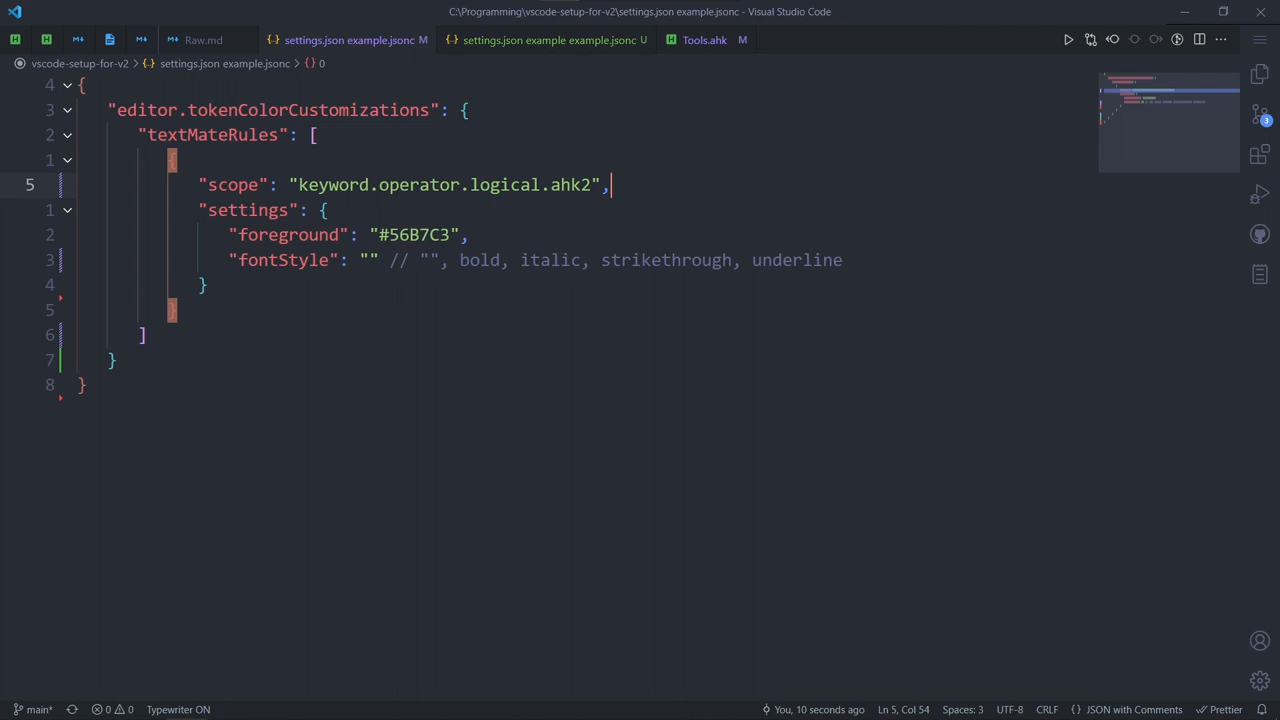 C:\Programming\vscode-setup-for-v2\settings.json example.jsonc - Visual Studio Code
Raw.md
settings.json example.jsonc M
settings.json example example.jsonc U
Tools.ahk M
vscode-setup-for-v2 > settings.json example.jsonc > {} 0
4 {
3 "editor.tokenColorCustomizations": {
2 "textMateRules": [
1 {
5 "scope": "keyword.operator.logical.ahk2",
1 "settings": {
2 "foreground": "#56B7C3",
3 "fontStyle": "" // "", bold, italic, strikethrough, underline
4 }
5 }
6 ]
7 }
8 }
3
main* 0 0 Typewriter ON You, 10 seconds ago Ln 5, Col 54 Spaces: 3 UTF-8 CRLF {} JSON with Comments Prettier